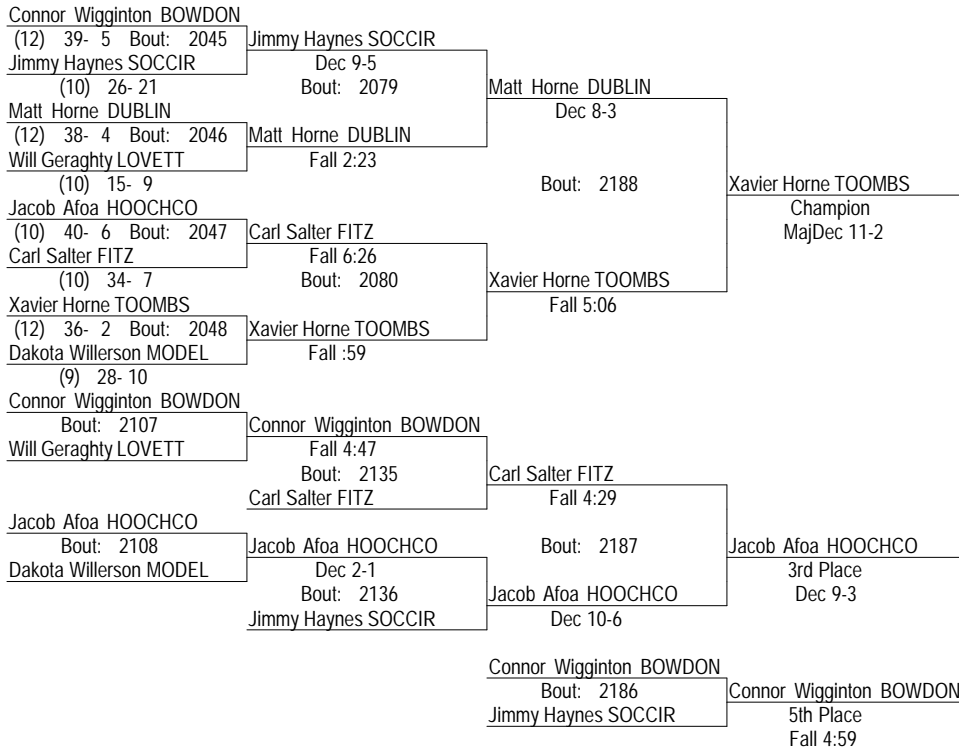 Connor Wigginton BOWDON
(12) 39- 5 Bout: 2045
Jimmy Haynes SOCCIR
(10) 26- 21
Matt Horne DUBLIN
(12) 38- 4 Bout: 2046
Will Geraghty LOVETT
(10) 15- 9
Jacob Afoa HOOCHCO
(10) 40- 6 Bout: 2047
Carl Salter FITZ
(10) 34- 7
Xavier Horne TOOMBS
(12) 36- 2 Bout: 2048
Dakota Willerson MODEL
(9) 28- 10
Jimmy Haynes SOCCIR
Dec 9-5
Bout: 2079
Matt Horne DUBLIN
Fall 2:23
Carl Salter FITZ
Fall 6:26
Bout: 2080
Xavier Horne TOOMBS
Fall :59
Matt Horne DUBLIN
Dec 8-3
Bout: 2188
Xavier Horne TOOMBS
Fall 5:06
Xavier Horne TOOMBS
Champion
MajDec 11-2
Connor Wigginton BOWDON
Bout: 2107
Will Geraghty LOVETT
Jacob Afoa HOOCHCO
Bout: 2108
Dakota Willerson MODEL
Connor Wigginton BOWDON
Fall 4:47
Bout: 2135
Carl Salter FITZ
Jacob Afoa HOOCHCO
Dec 2-1
Bout: 2136
Jimmy Haynes SOCCIR
Carl Salter FITZ
Fall 4:29
Bout: 2187
Jacob Afoa HOOCHCO
Dec 10-6
Jacob Afoa HOOCHCO
3rd Place
Dec 9-3
Connor Wigginton BOWDON
Bout: 2186
Jimmy Haynes SOCCIR
Connor Wigginton BOWDON
5th Place
Fall 4:59